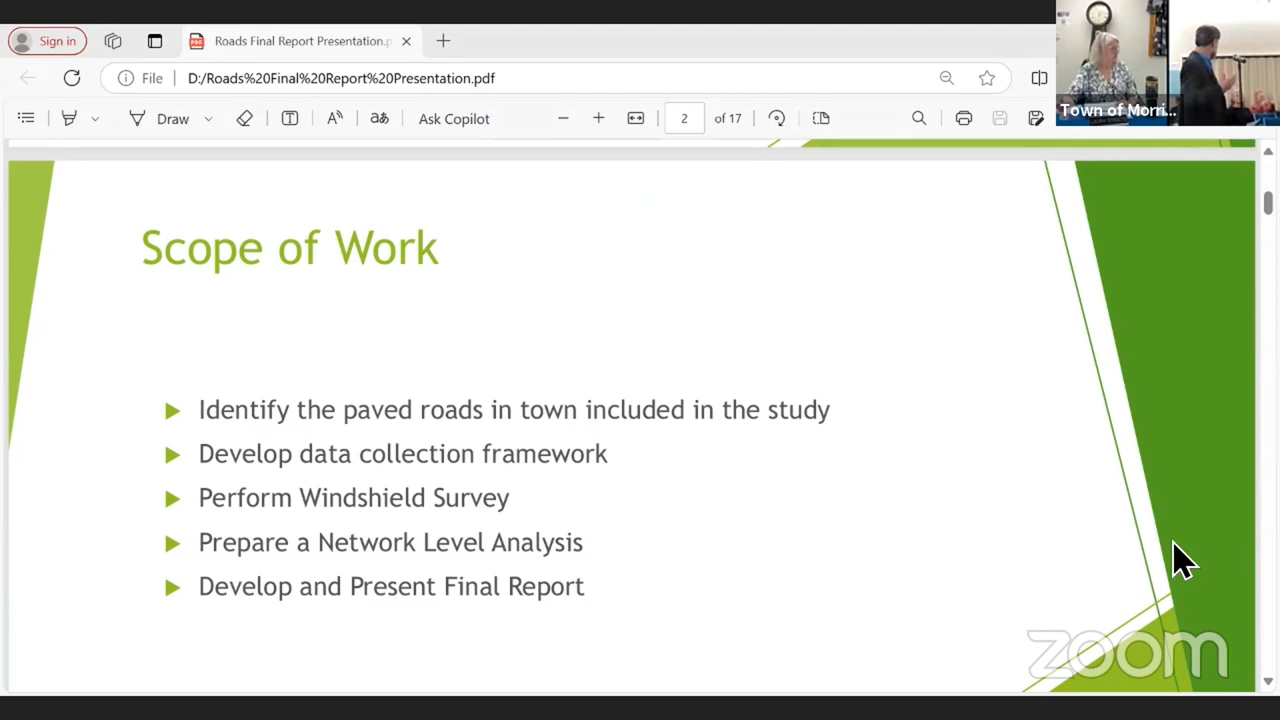 Sign in
Roads Final Report Presentation.p
File
D:/Roads%20Final%20Report%20Presentation.pdf
Draw
Ask Copilot
2 of 17
Town of Morri...
Scope of Work
Identify the paved roads in town included in the study
Develop data collection framework
Perform Windshield Survey
Prepare a Network Level Analysis
Develop and Present Final Report
zoom